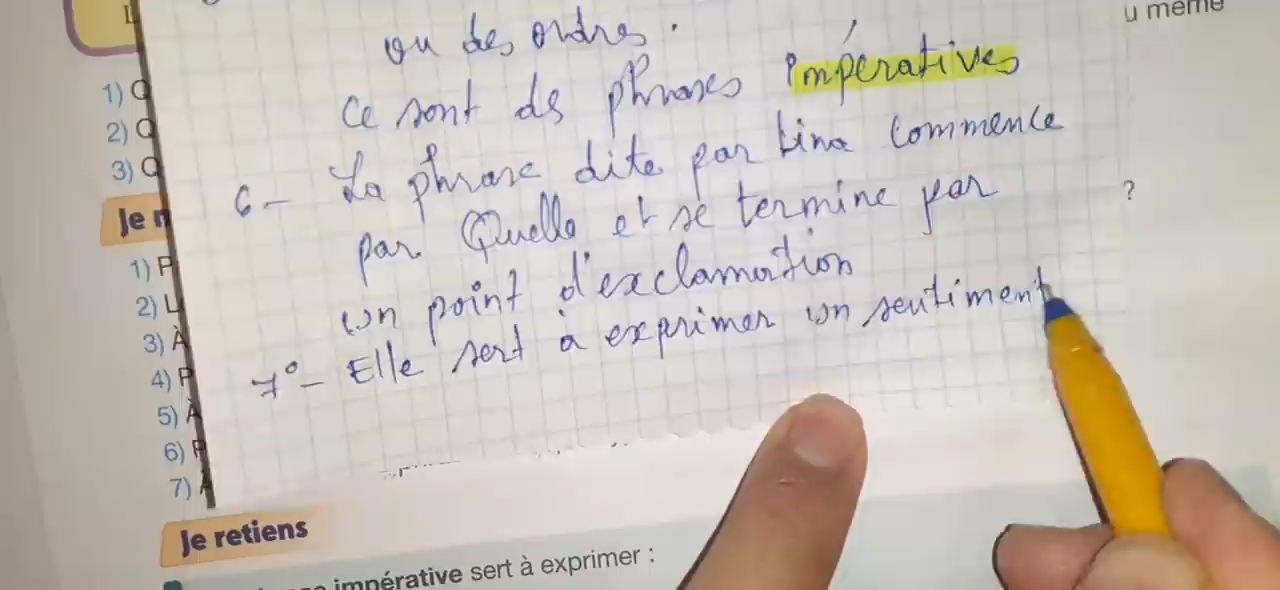 u même
ou des ordres.
1) Q
Ce sont des phrases impératives
2) Q
3) Q
6- La phrase dite par Lina commence
Je n
par Quelle et se termine par
?
1) P
un point d'exclamation
2) L
7°- Elle sert à exprimer un sentiment
3) À
4) P
5) À
6) P
7) À
Je retiens
impérative sert à exprimer :